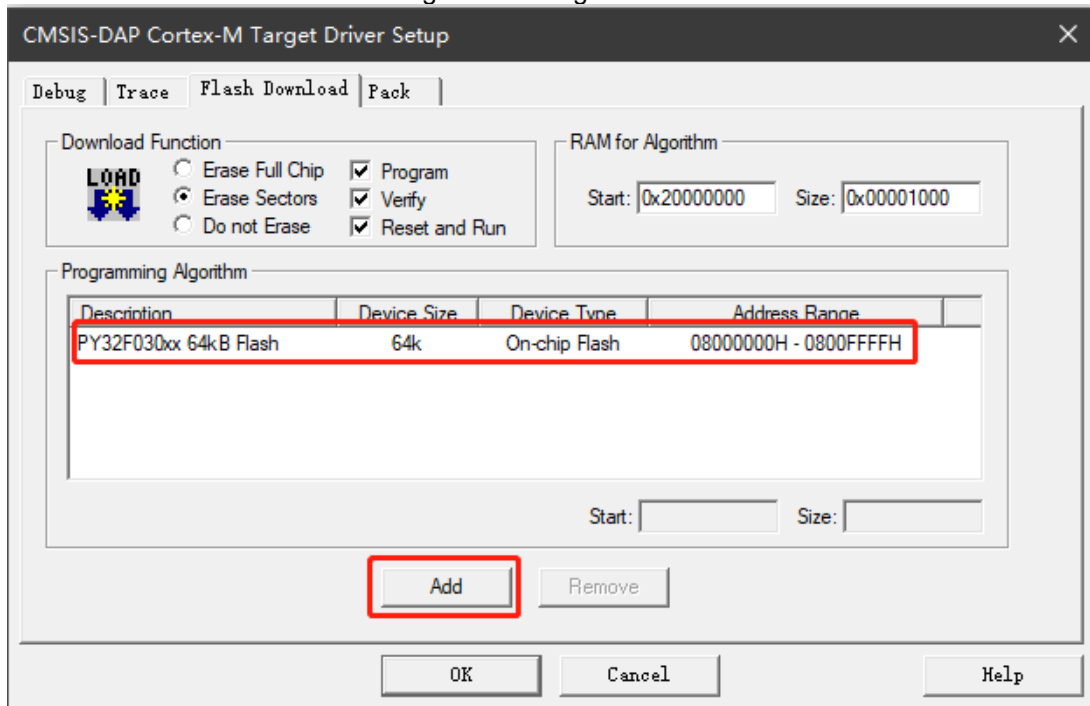 CMSIS-DAP Cortex-M Target Driver Setup
Debug Trace Flash Download Pack
Download Function
LOAD
Erase Full Chip
Erase Sectors
Do not Erase
Program
Verify
Reset and Run
RAM for Algorithm
Start: 0x20000000 Size: 0x00001000
Programming Algorithm
Description Device Size Device Type Address Range
PY32F030xx 64kB Flash 64k On-chip Flash 08000000H - 0800FFFFH
Start: Size:
Add Remove
OK Cancel Help